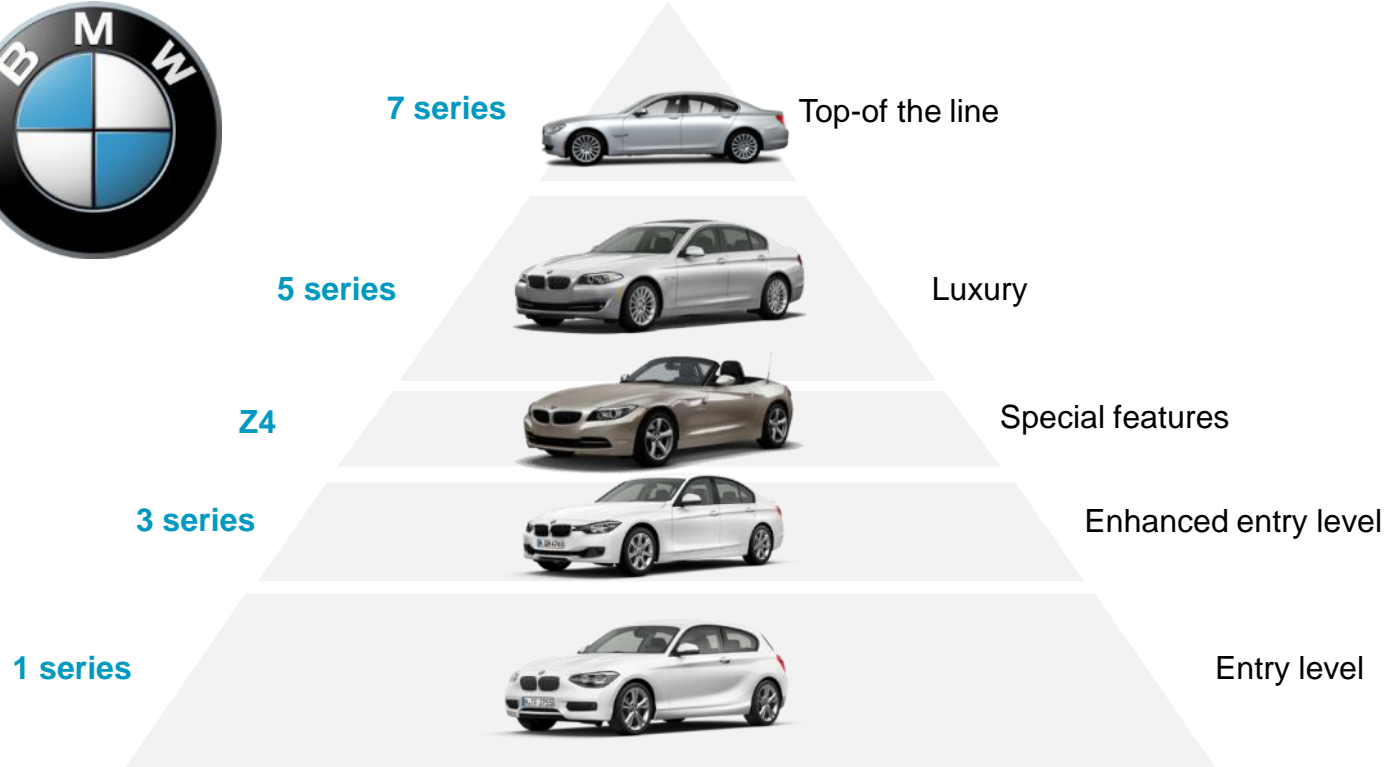 BMW
7 series
Top-of the line
5 series
Luxury
Z4
Special features
3 series
Enhanced entry level
1 series
Entry level